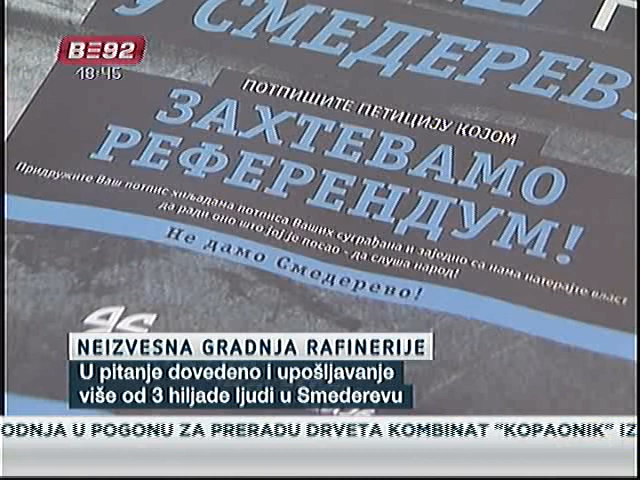 B92
18:45
У СМЕДЕРЕВ
ПОТПИШИТЕ ПЕТИЦИЈУ КОЈОМ
ЗАХТЕВАМО
РЕФЕРЕНДУМ!
Придружите Ваш потпис хиљадама потписа Ваших суграђана и заједно са нама натерајте власт
да ради оно што јој је посао - да слуша народ!
Не дамо Смедерево!
NEIZVESNA GRADNJA RAFINERIJE
U pitanje dovedeno i upošljavanje
više od 3 hiljade ljudi u Smederevu
ODNJA U POGONU ZA PRERADU DRVETA KOMBINAT "KOPAONIK" IZ